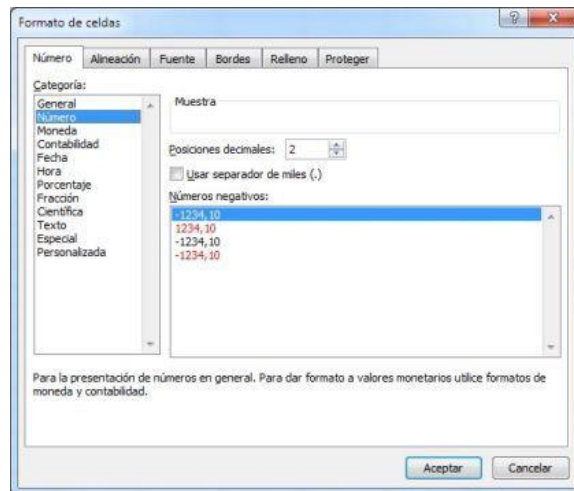 Formato de celdas
Número Alineación Fuente Bordes Relleno Proteger
Categoría:
General
Número
Moneda
Contabilidad
Fecha
Hora
Porcentaje
Fracción
Científica
Texto
Especial
Personalizada
Muestra
Posiciones decimales: 2
Usar separador de miles (.)
Números negativos:
-1234,10
1234,10
-1234,10
-1234,10
Para la presentación de números en general. Para dar formato a valores monetarios utilice formatos de
moneda y contabilidad.
Aceptar Cancelar